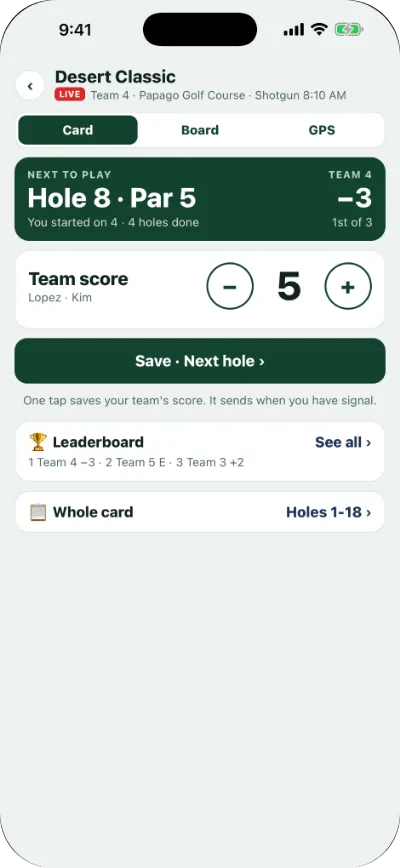 9:41
‹
Desert Classic
LIVE Team 4 · Papago Golf Course · Shotgun 8:10 AM
Card Board GPS
NEXT TO PLAY TEAM 4
Hole 8 · Par 5 −3
You started on 4 · 4 holes done 1st of 3
Team score
Lopez · Kim
− 5 +
Save · Next hole ›
One tap saves your team's score. It sends when you have signal.
🏆 Leaderboard See all ›
1 Team 4 −3 · 2 Team 5 E · 3 Team 3 +2
📋 Whole card Holes 1-18 ›